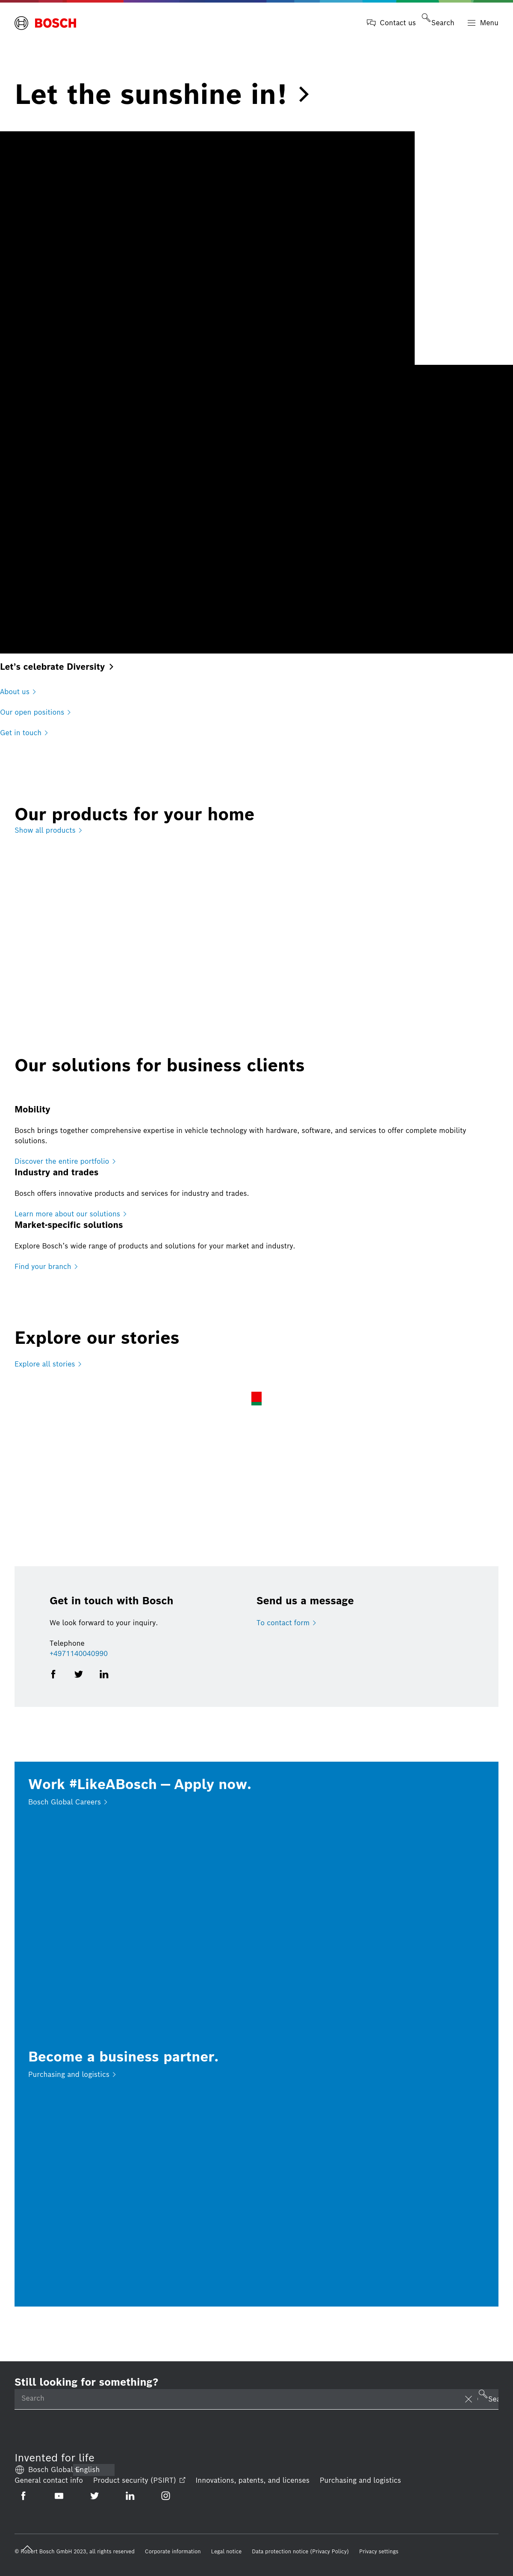 BOSCH
Contact us
Search
Menu
Let the sunshine in!
Let's celebrate Diversity
About us
Our open positions
Get in touch
Our products for your home
Show all products
Our solutions for business clients
Mobility
Bosch brings together comprehensive expertise in vehicle technology with hardware, software, and services to offer complete mobility
solutions.
Discover the entire portfolio
Industry and trades
Bosch offers innovative products and services for industry and trades.
Learn more about our solutions
Market-specific solutions
Explore Bosch's wide range of products and solutions for your market and industry.
Find your branch
Explore our stories
Explore all stories
Get in touch with Bosch
We look forward to your inquiry.
Telephone
+4971140040990
Send us a message
To contact form
Work #LikeABosch — Apply now.
Bosch Global Careers
Become a business partner.
Purchasing and logistics
Still looking for something?
Search
Sea
Invented for life
Bosch Global English
General contact info Product security (PSIRT) Innovations, patents, and licenses Purchasing and logistics
© Robert Bosch GmbH 2023, all rights reserved Corporate information Legal notice Data protection notice (Privacy Policy) Privacy settings